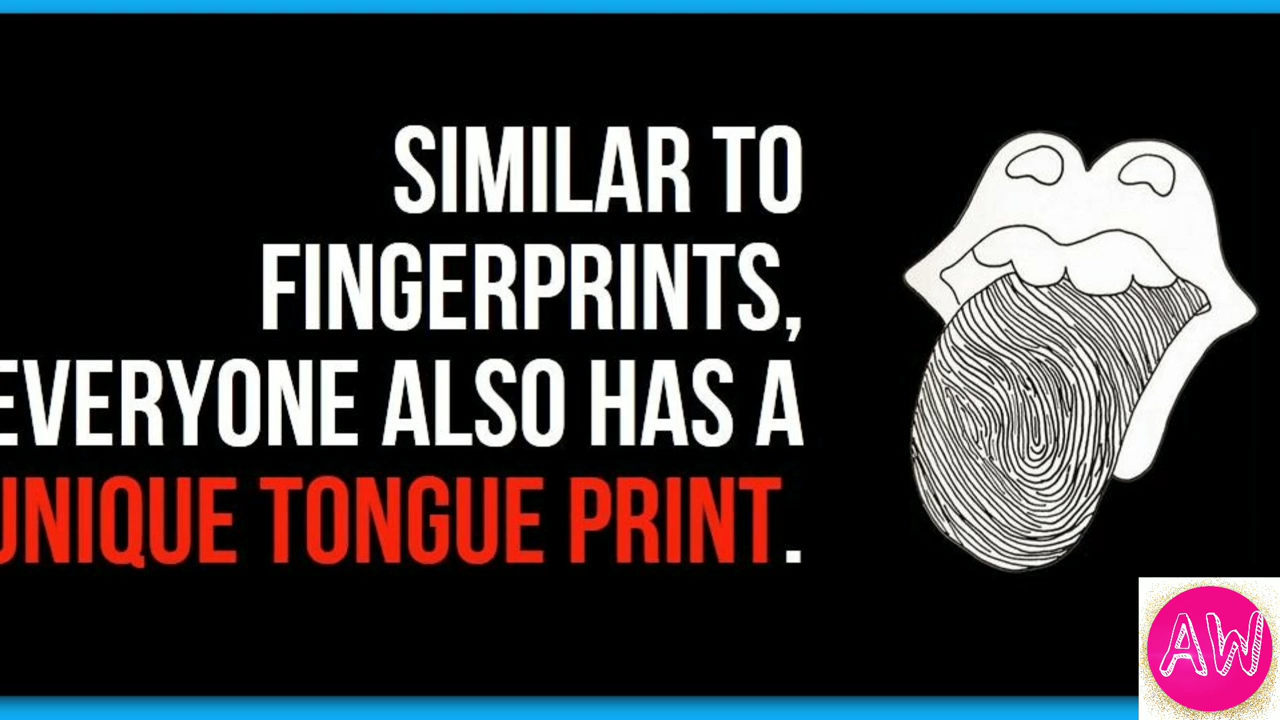 SIMILAR TO
FINGERPRINTS,
EVERYONE ALSO HAS A
UNIQUE TONGUE PRINT.
AW